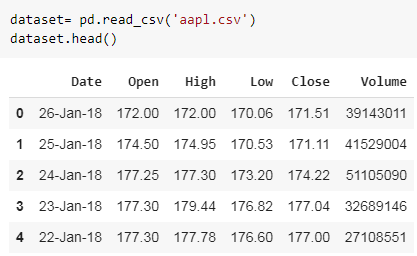 dataset= pd.read_csv('aapl.csv')
dataset.head()
Date Open High Low Close Volume
0 26-Jan-18 172.00 172.00 170.06 171.51 39143011
1 25-Jan-18 174.50 174.95 170.53 171.11 41529004
2 24-Jan-18 177.25 177.30 173.20 174.22 51105090
3 23-Jan-18 177.30 179.44 176.82 177.04 32689146
4 22-Jan-18 177.30 177.78 176.60 177.00 27108551